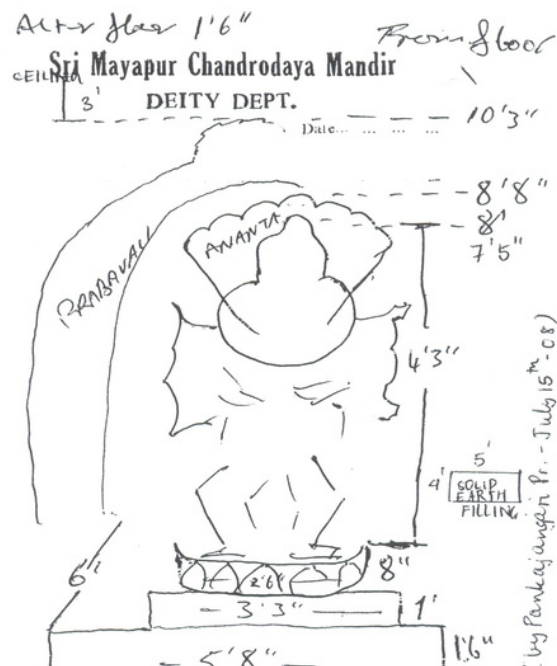 Altar floor 1'6"
From floor
CEILING
Sri Mayapur Chandrodaya Mandir
3'
DEITY DEPT.
Date... ... ... ...
10'3"
8'8"
8'
7'5"
ANANTA
PRABAVALI
4'3"
5'
4'
SOLID
EARTH
FILLING
by Pankajangari Pr. - July 15th - 08)
6"
2'6"
8"
3'3"
1'
1'6"
5'8"